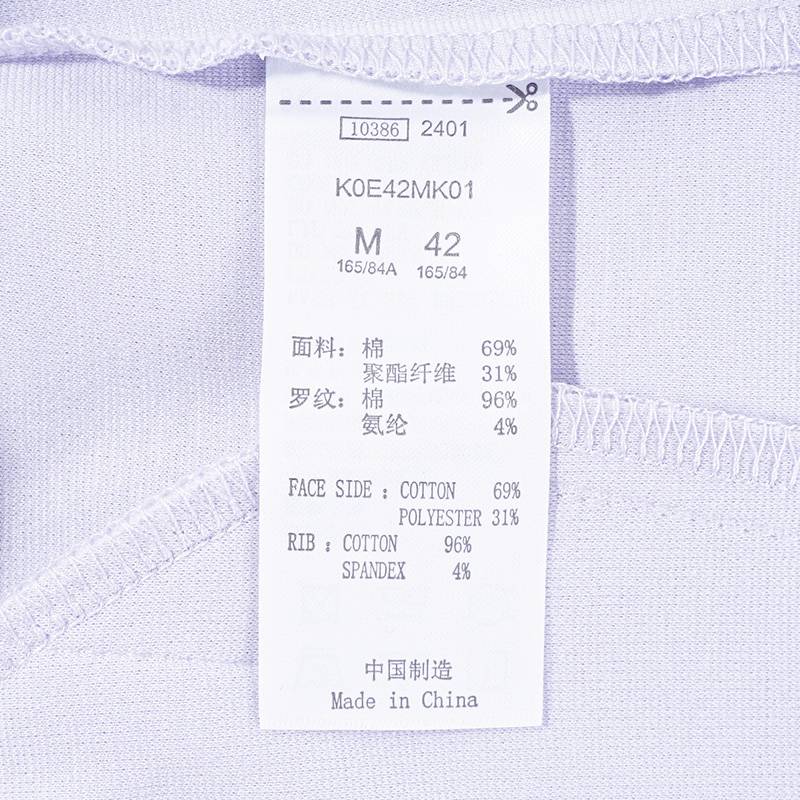 10386 2401
K0E42MK01
M 42
165/84A 165/84
面料：棉 69%
聚酯纤维 31%
罗纹：棉 96%
氨纶 4%
FACE SIDE : COTTON 69%
POLYESTER 31%
RIB : COTTON 96%
SPANDEX 4%
中国制造
Made in China